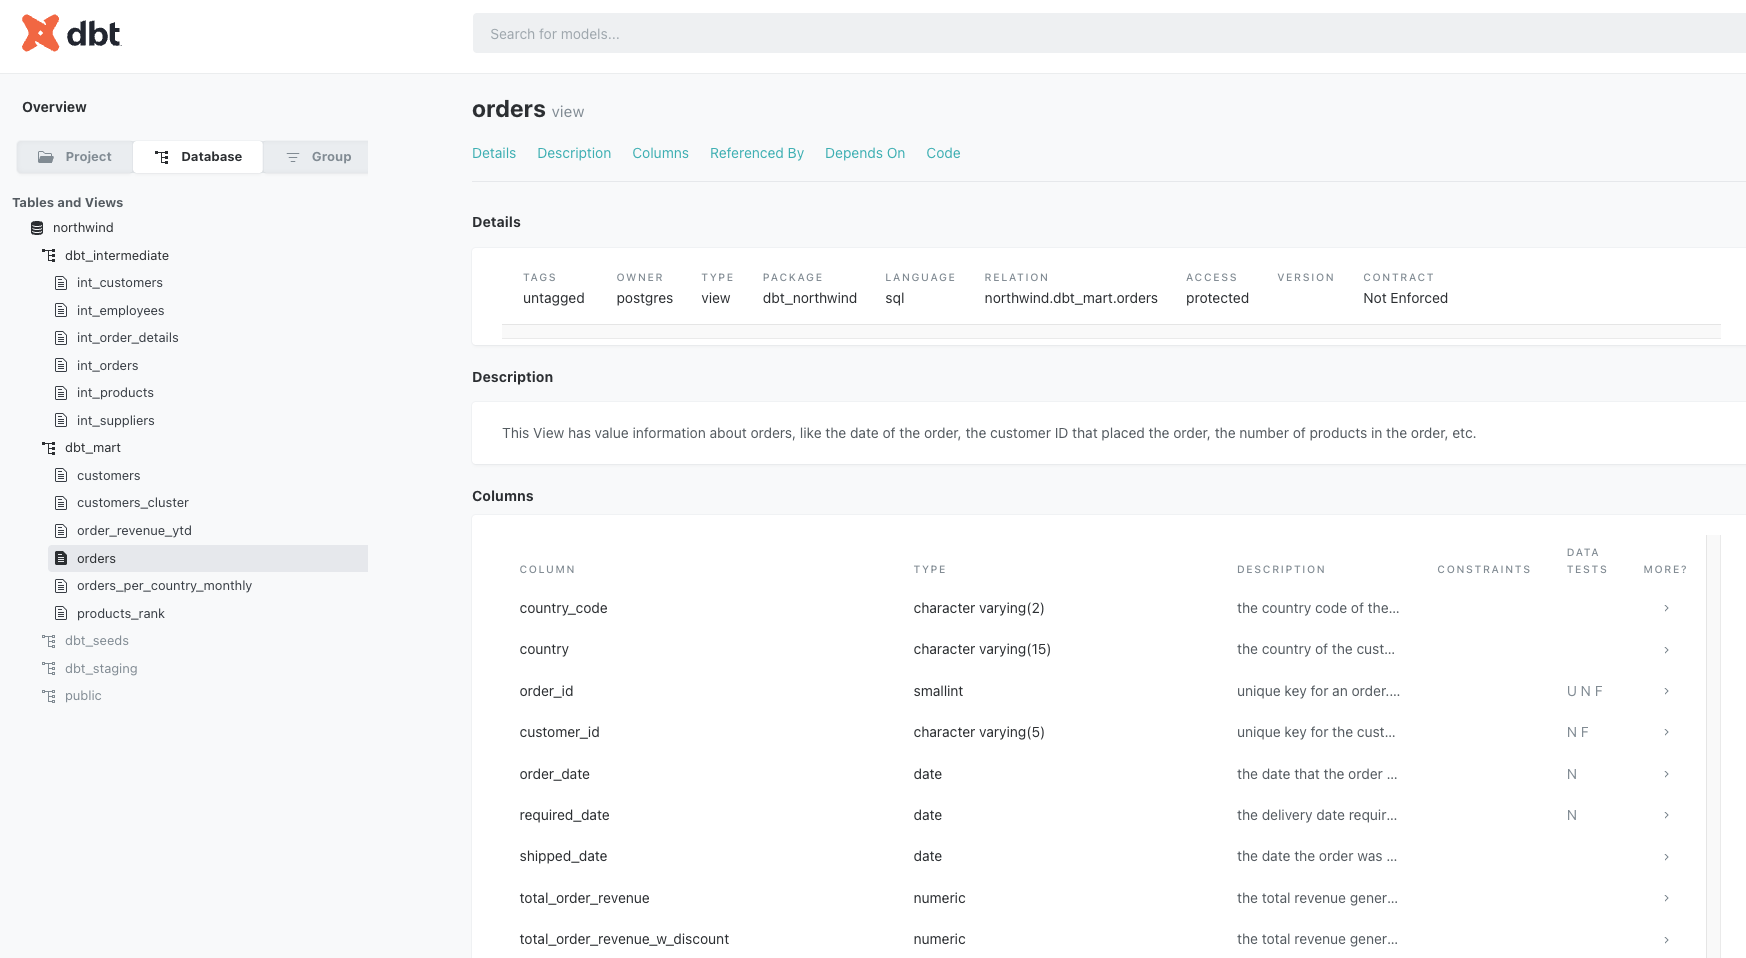 dbt
Search for models...
Overview
Project Database Group
Tables and Views
northwind
dbt_intermediate
int_customers
int_employees
int_order_details
int_orders
int_products
int_suppliers
dbt_mart
customers
customers_cluster
order_revenue_ytd
orders
orders_per_country_monthly
products_rank
dbt_seeds
dbt_staging
public
orders view
Details Description Columns Referenced By Depends On Code
Details
TAGS OWNER TYPE PACKAGE LANGUAGE RELATION ACCESS VERSION CONTRACT
untagged postgres view dbt_northwind sql northwind.dbt_mart.orders protected Not Enforced
Description
This View has value information about orders, like the date of the order, the customer ID that placed the order, the number of products in the order, etc.
Columns
COLUMN TYPE DESCRIPTION CONSTRAINTS DATA TESTS MORE?
country_code character varying(2) the country code of the...
country character varying(15) the country of the cust...
order_id smallint unique key for an order.... U N F
customer_id character varying(5) unique key for the cust... N F
order_date date the date that the order ... N
required_date date the delivery date requir... N
shipped_date date the date the order was ...
total_order_revenue numeric the total revenue gener...
total_order_revenue_w_discount numeric the total revenue gener...